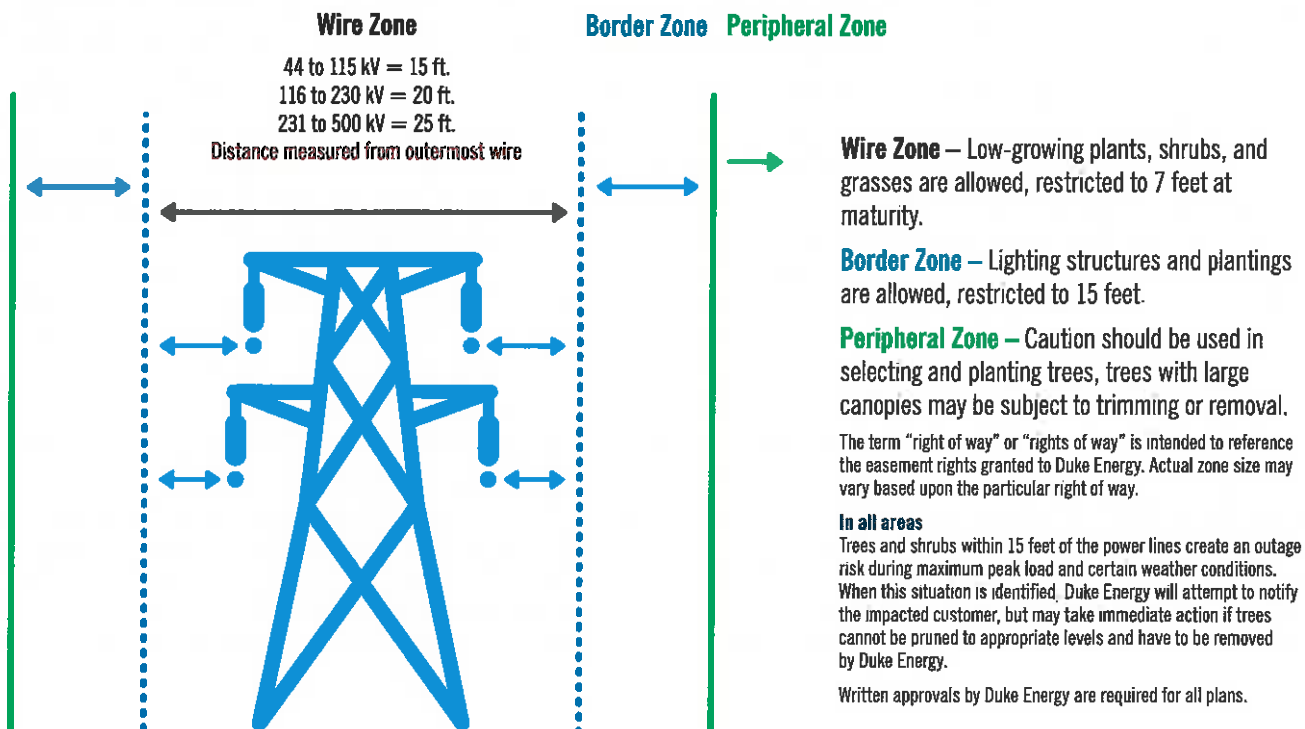 Wire Zone
44 to 115 kV = 15 ft.
116 to 230 kV = 20 ft.
231 to 500 kV = 25 ft.
Distance measured from outermost wire
Border Zone
Peripheral Zone
Wire Zone – Low-growing plants, shrubs, and
grasses are allowed, restricted to 7 feet at
maturity.
Border Zone – Lighting structures and plantings
are allowed, restricted to 15 feet.
Peripheral Zone – Caution should be used in
selecting and planting trees, trees with large
canopies may be subject to trimming or removal.
The term "right of way" or "rights of way" is intended to reference
the easement rights granted to Duke Energy. Actual zone size may
vary based upon the particular right of way.
In all areas
Trees and shrubs within 15 feet of the power lines create an outage
risk during maximum peak load and certain weather conditions.
When this situation is identified, Duke Energy will attempt to notify
the impacted customer, but may take immediate action if trees
cannot be pruned to appropriate levels and have to be removed
by Duke Energy.
Written approvals by Duke Energy are required for all plans.